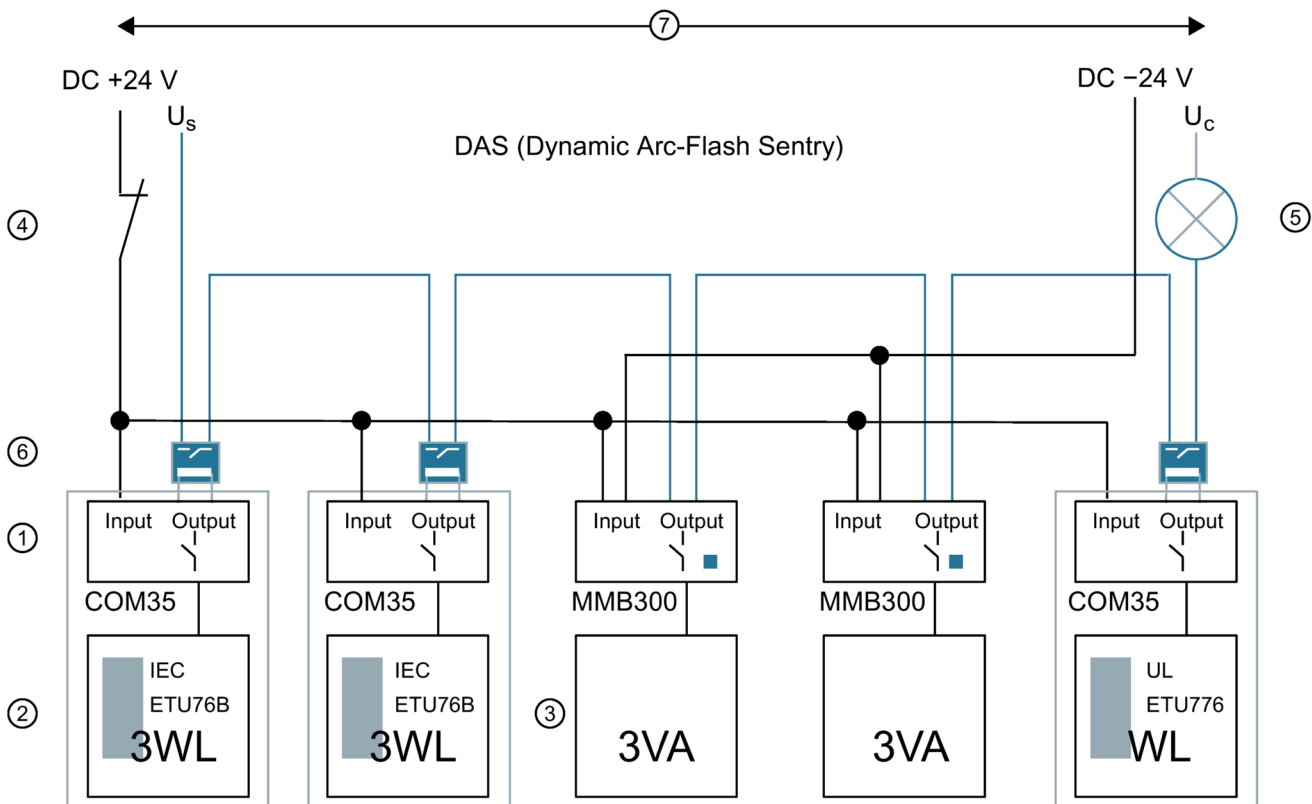 ⑦
DC +24 V
DC −24 V
Us
Uc
DAS (Dynamic Arc-Flash Sentry)
④
⑤
⑥
①
Input Output
Input Output
Input Output
Input Output
Input Output
COM35
COM35
MMB300
MMB300
COM35
②
IEC
ETU76B
3WL
IEC
ETU76B
3WL
③
3VA
3VA
UL
ETU776
WL